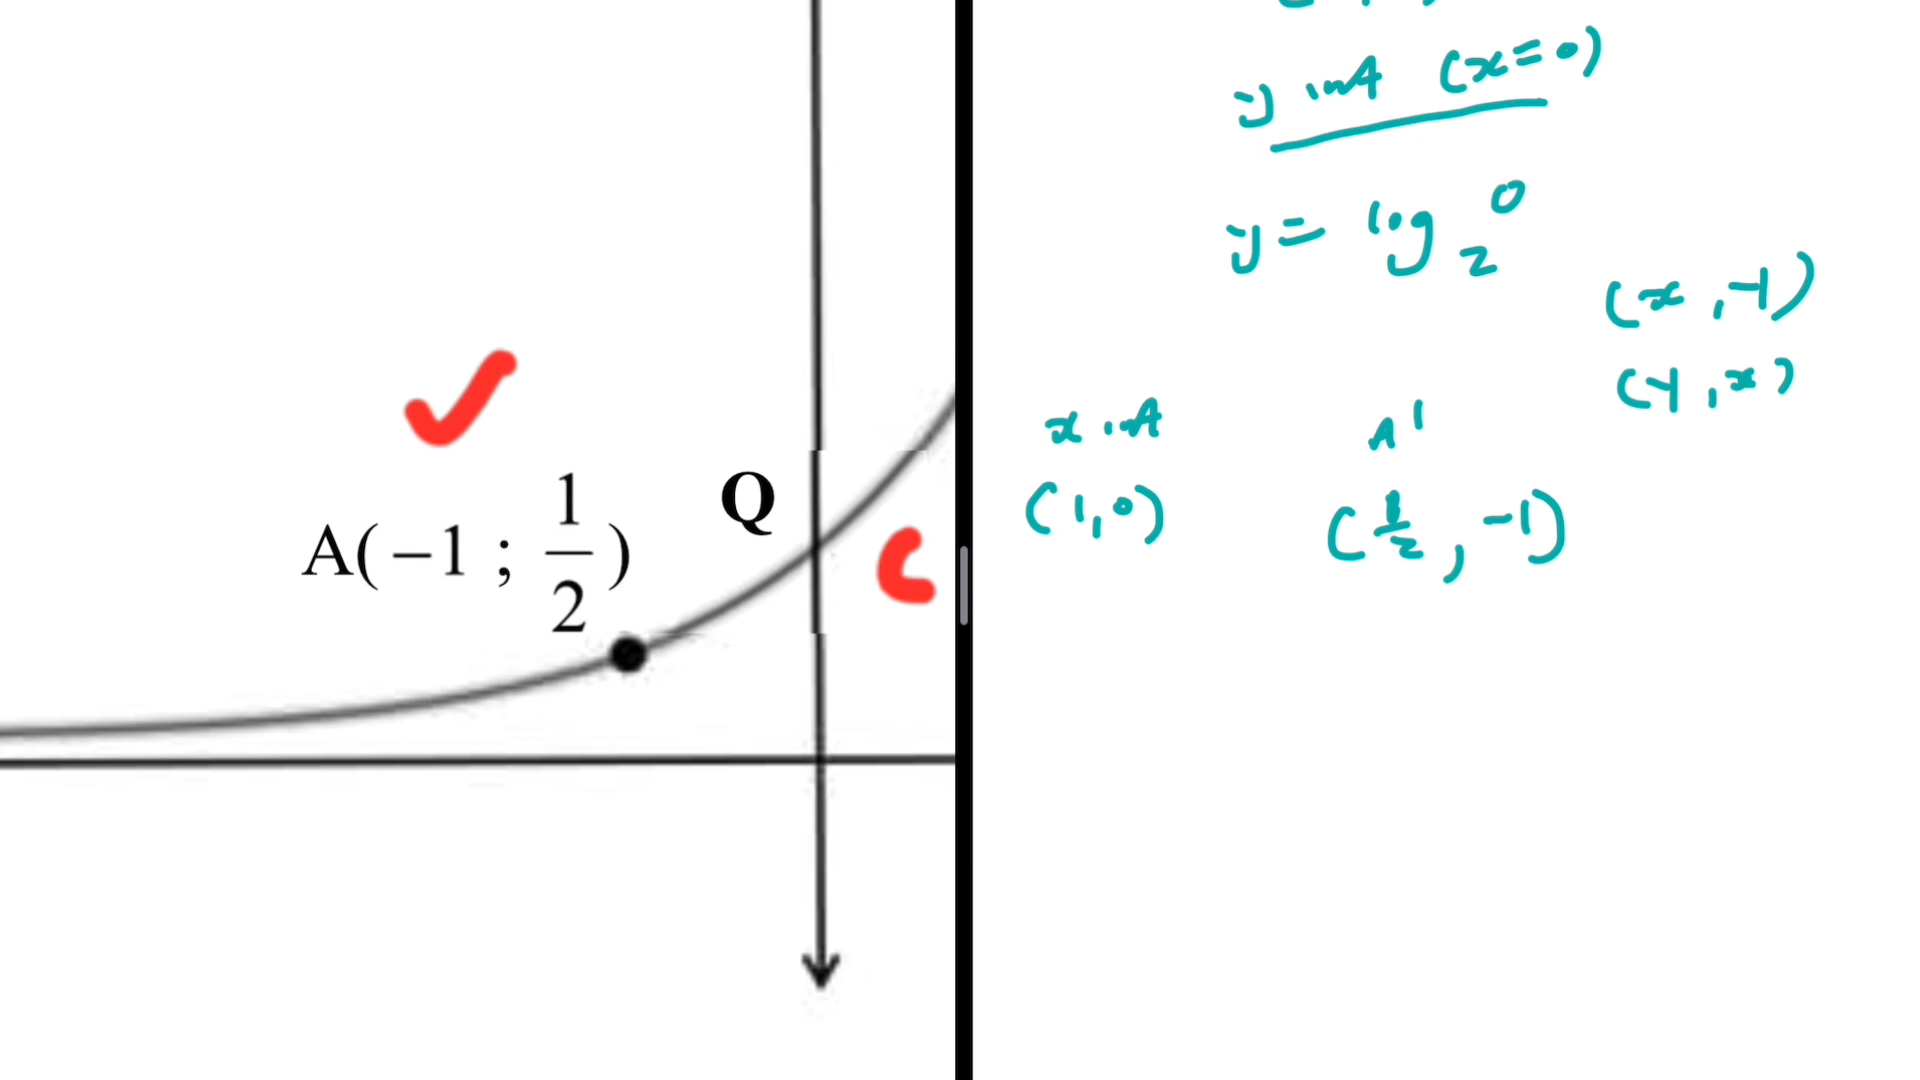 A(−1 ; 1/2)
Q
y int (x=0)
y = log₂ 0
(x, y)
(y, x)
x int
(1, 0)
A'
(1/2, -1)